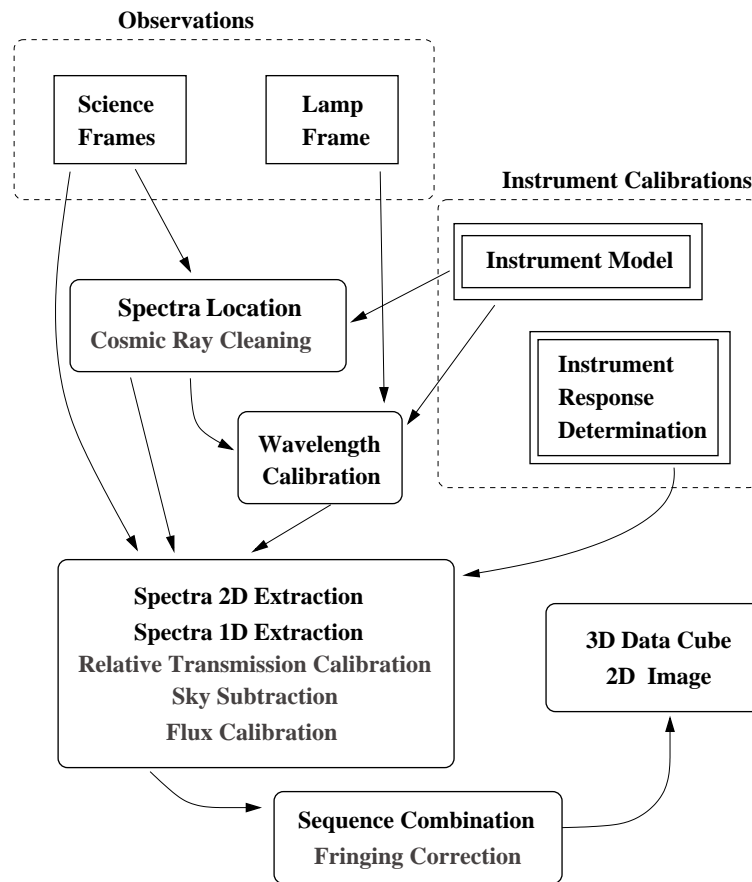 Observations
Science
Frames
Lamp
Frame
Instrument Calibrations
Instrument Model
Spectra Location
Cosmic Ray Cleaning
Instrument
Response
Determination
Wavelength
Calibration
Spectra 2D Extraction
Spectra 1D Extraction
Relative Transmission Calibration
Sky Subtraction
Flux Calibration
3D Data Cube
2D Image
Sequence Combination
Fringing Correction